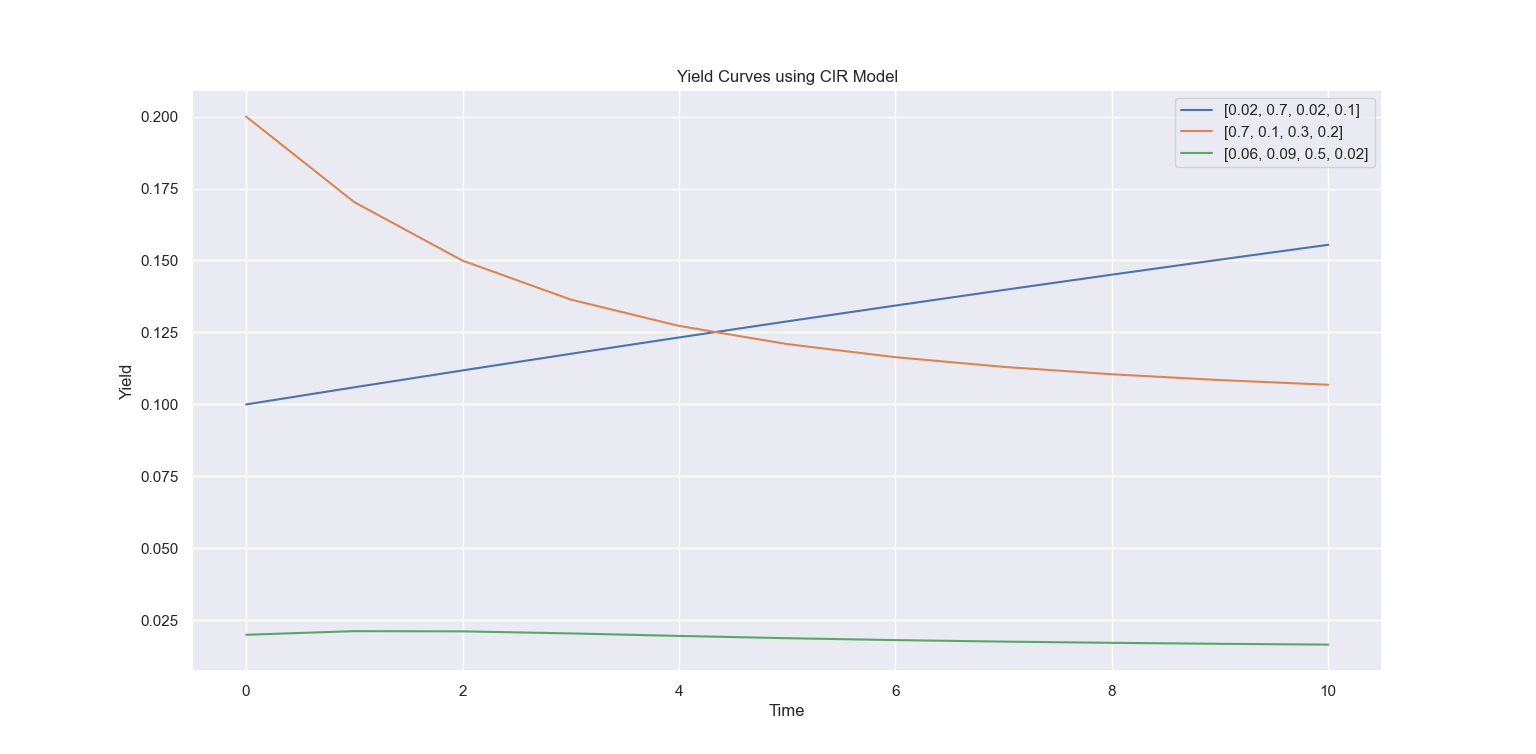 Yield Curves using CIR Model
[0.02, 0.7, 0.02, 0.1]
[0.7, 0.1, 0.3, 0.2]
[0.06, 0.09, 0.5, 0.02]
0.200
0.175
0.150
0.125
0.100
0.075
0.050
0.025
Yield
0 2 4 6 8 10
Time